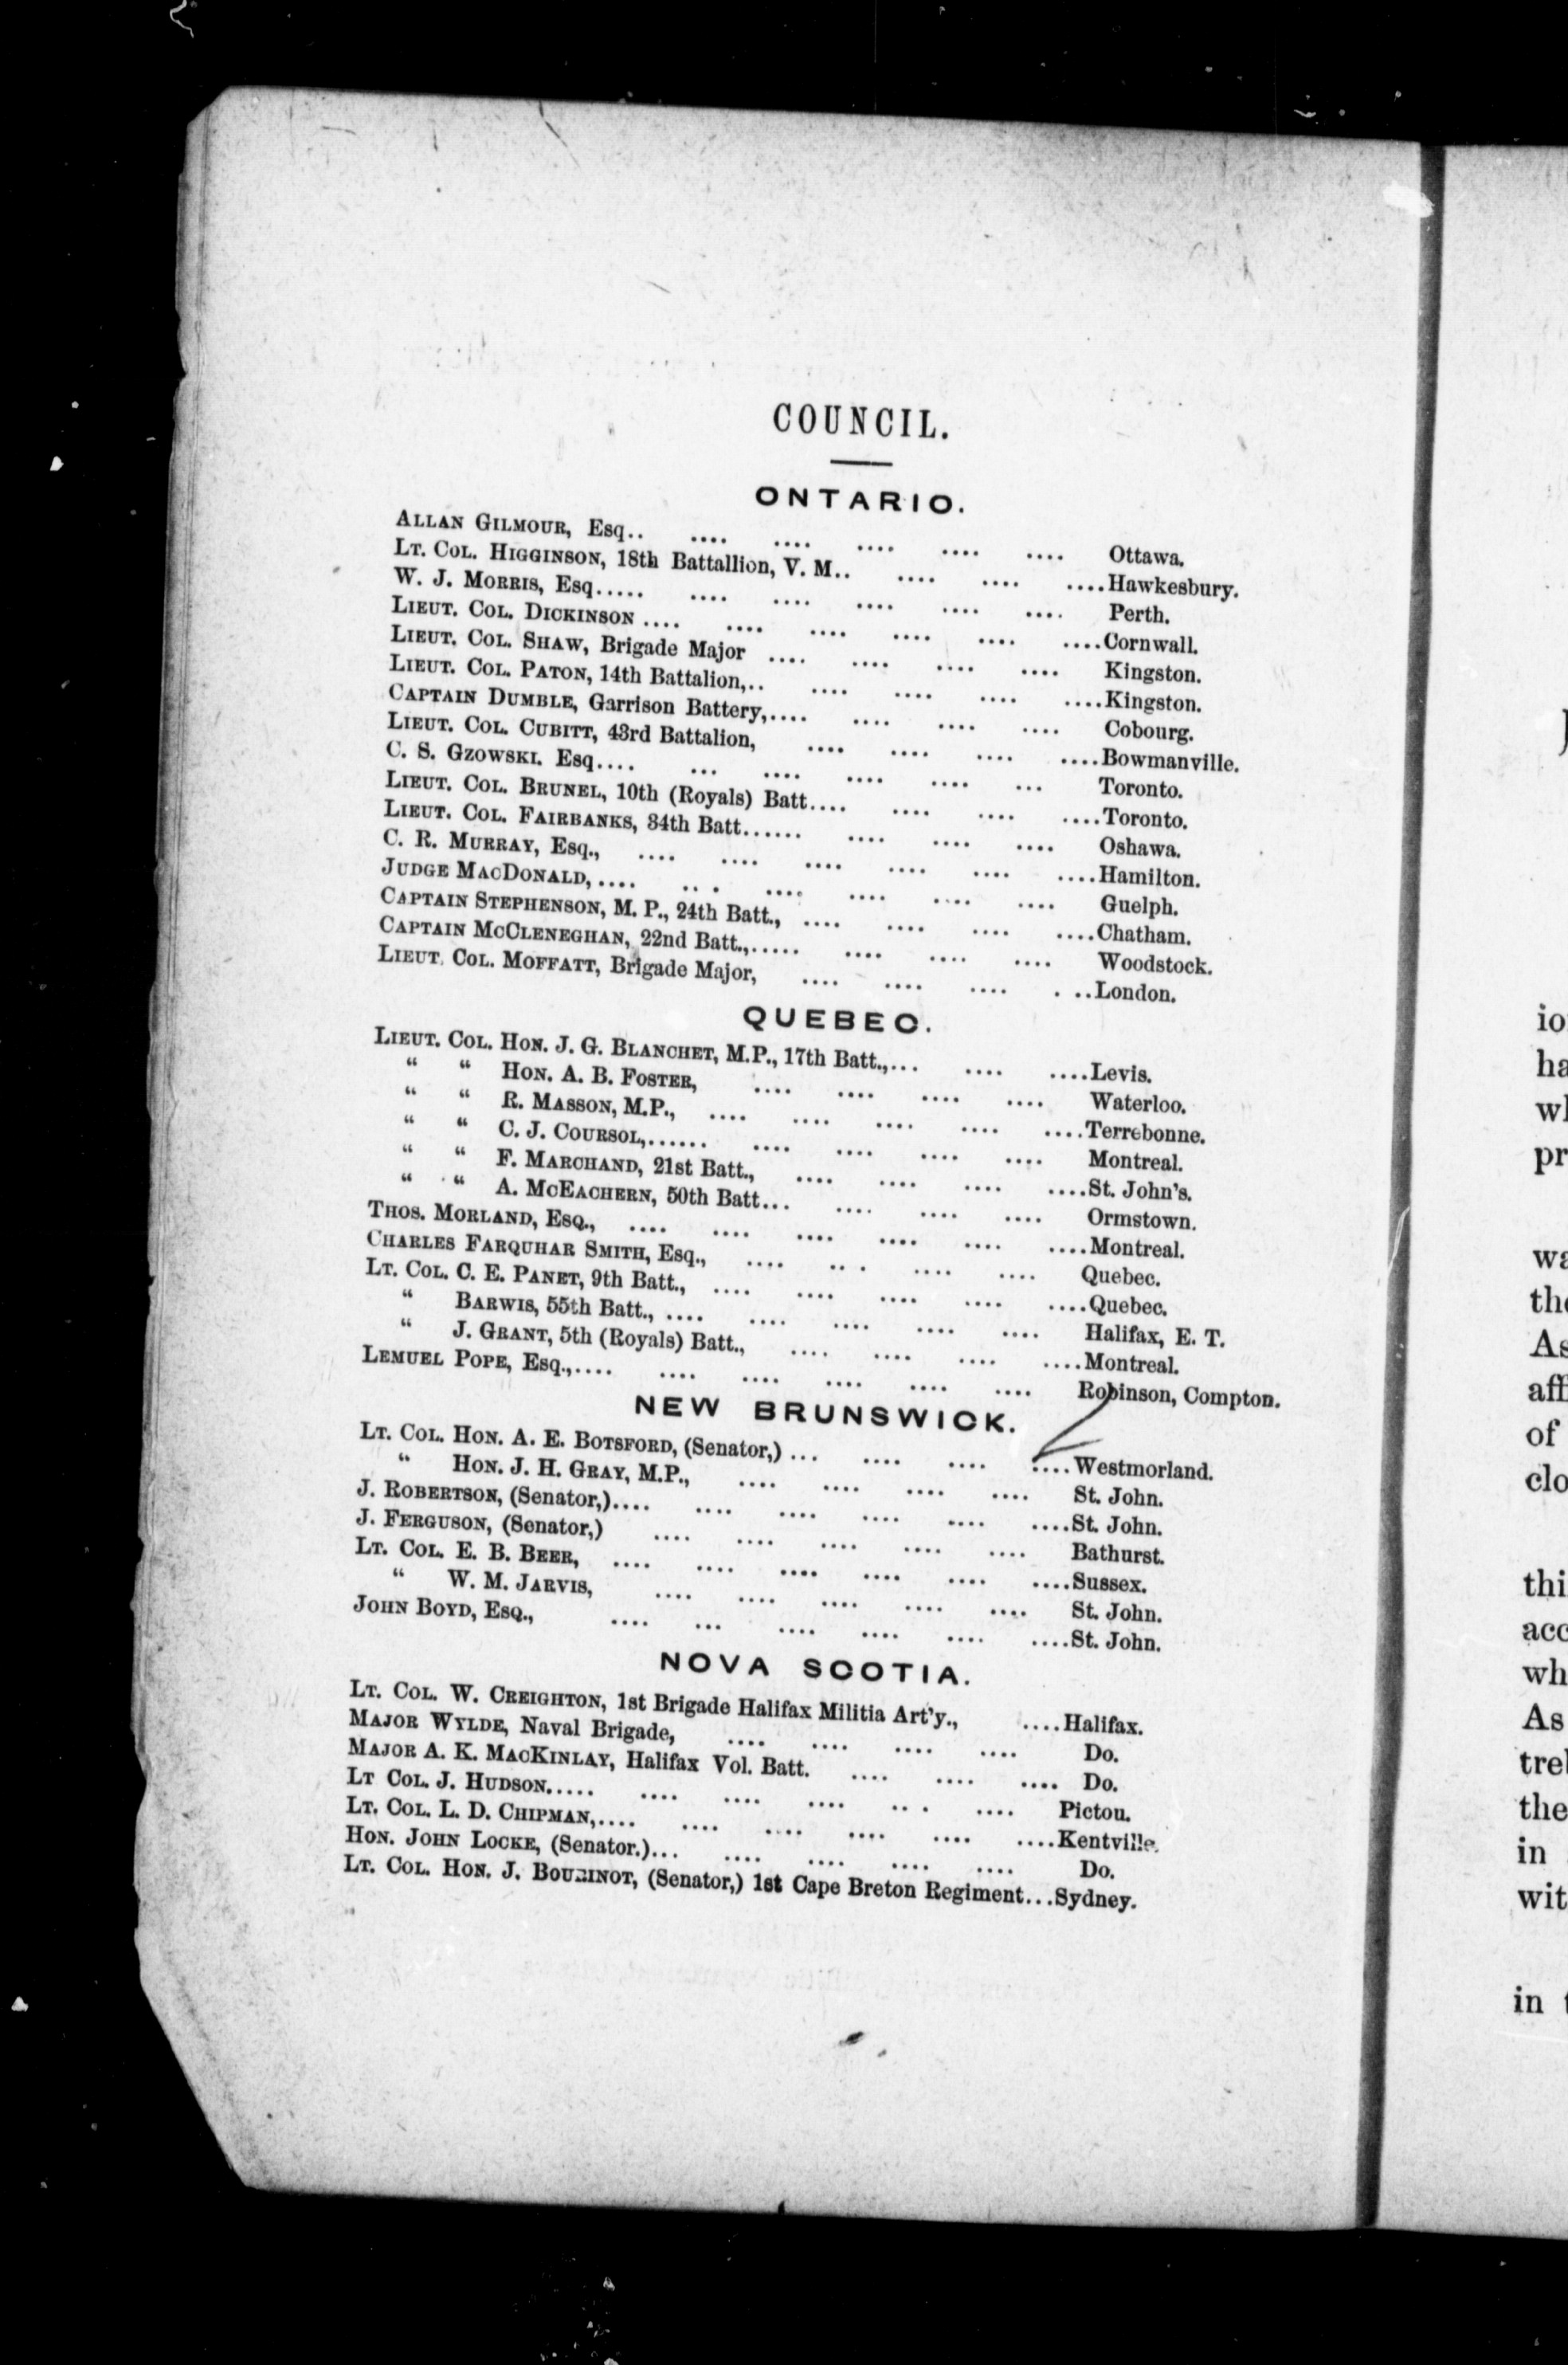 COUNCIL.
ONTARIO.
ALLAN GILMOUR, Esq.. .... .... .... .... .... Ottawa.
LT. COL. HIGGINSON, 18th Battallion, V. M.. .... .... ....Hawkesbury.
W. J. MORRIS, Esq..... .... .... .... .... .... Perth.
LIEUT. COL. DICKINSON .... .... .... .... .... ....Cornwall.
LIEUT. COL. SHAW, Brigade Major .... .... .... .... Kingston.
LIEUT. COL. PATON, 14th Battalion,.. .... .... .... ....Kingston.
CAPTAIN DUMBLE, Garrison Battery,.... .... .... .... Cobourg.
LIEUT. COL. CUBITT, 43rd Battalion, .... .... .... ....Bowmanville.
C. S. GZOWSKI. Esq.... ... .... .... .... ... Toronto.
LIEUT. COL. BRUNEL, 10th (Royals) Batt.... .... .... ....Toronto.
LIEUT. COL. FAIRBANKS, 34th Batt...... .... .... .... Oshawa.
C. R. MURRAY, Esq., .... .... .... .... .... ....Hamilton.
JUDGE MACDONALD, .... .. . .... .... .... .... Guelph.
CAPTAIN STEPHENSON, M. P., 24th Batt., .... .... .... ....Chatham.
CAPTAIN MCCLENEGHAN, 22nd Batt.,..... .... .... .... Woodstock.
LIEUT. COL. MOFFATT, Brigade Major, .... .... .... . ..London.
QUEBEC.
LIEUT. COL. HON. J. G. BLANCHET, M.P., 17th Batt.,... .... ....Levis.
“ “ HON. A. B. FOSTER, .... .... .... .... Waterloo.
“ “ R. MASSON, M.P., .... .... .... .... ....Terrebonne.
“ “ C. J. COURSOL,...... .... .... .... .... Montreal.
“ “ F. MARCHAND, 21st Batt., .... .... .... ....St. John's.
“ “ A. MCEACHERN, 50th Batt... .... .... .... Ormstown.
THOS. MORLAND, ESQ., .... .... .... .... .... ....Montreal.
CHARLES FARQUHAR SMITH, Esq., .... .. . .... .... Quebec.
LT. COL. C. E. PANET, 9th Batt., .... .... .... .... ....Quebec.
“ BARWIS, 55th Batt., .... .... .... .... .... Halifax, E. T.
“ J. GRANT, 5th (Royals) Batt., .... .... .... ....Montreal.
LEMUEL POPE, Esq.,.... .... .... .... .... .... Robinson, Compton.
NEW BRUNSWICK.
LT. COL. HON. A. E. BOTSFORD, (Senator,) ... .... .... ....Westmorland.
“ HON. J. H. GRAY, M.P., .... .... .... .... St. John.
J. ROBERTSON, (Senator,).... .... .... .... .... ....St. John.
J. FERGUSON, (Senator,) .... .... .... .... .... Bathurst.
LT. COL. E. B. BEER, .... .... .... .... .... ....Sussex.
“ W. M. JARVIS, .... .... .... .... .... St. John.
JOHN BOYD, ESQ., .... ... .... .... .... ....St. John.
NOVA SCOTIA.
LT. COL. W. CREIGHTON, 1st Brigade Halifax Militia Art'y., ....Halifax.
MAJOR WYLDE, Naval Brigade, .... .... .... .... Do.
MAJOR A. K. MACKINLAY, Halifax Vol. Batt. .... .... .... Do.
LT COL. J. HUDSON..... .... .... .... .. . .... Pictou.
LT. COL. L. D. CHIPMAN,.... .... .... .... .... ....Kentville.
HON. JOHN LOCKE, (Senator.)... .... .... .... .... Do.
LT. COL. HON. J. BOURINOT, (Senator,) 1st Cape Breton Regiment...Sydney.